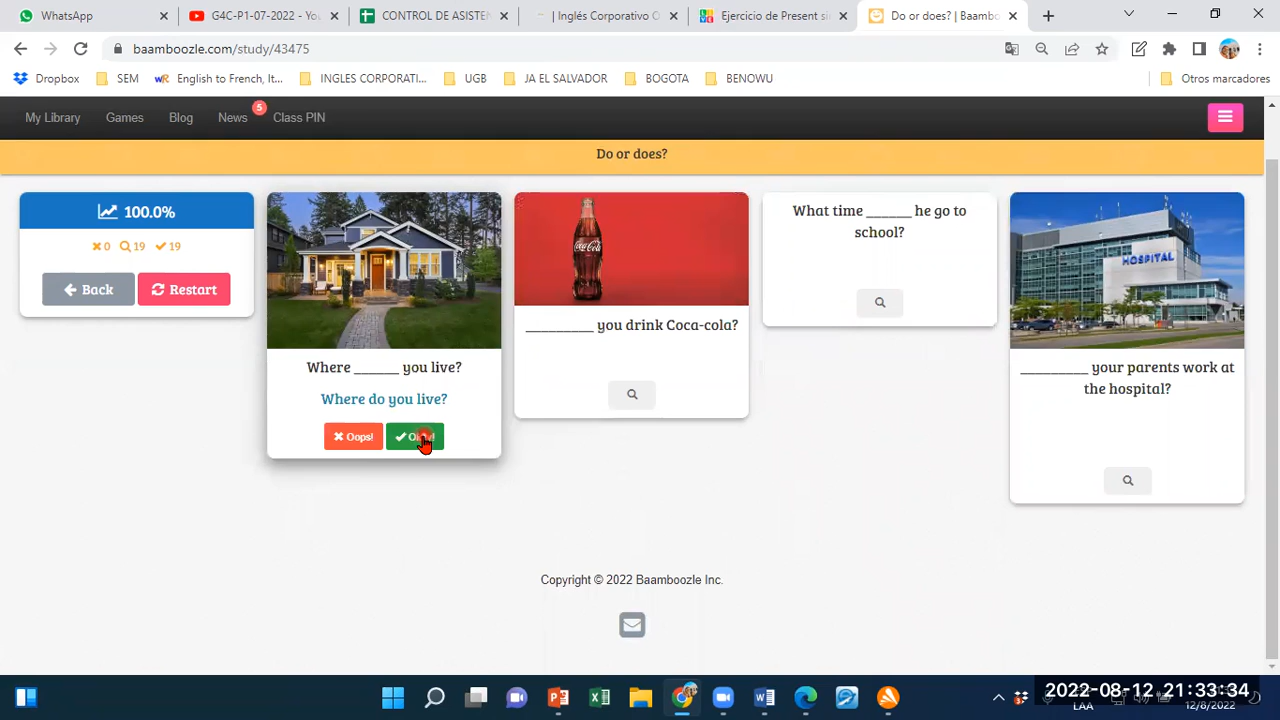 WhatsApp
G4C-P1-07-2022 - Yo
CONTROL DE ASISTEN
| Inglés Corporativo O
Ejercicio de Present si
Do or does? | Baambo
baamboozle.com/study/43475
Dropbox
SEM
English to French, It...
INGLES CORPORATI...
UGB
JA EL SALVADOR
BOGOTA
BENOWU
Otros marcadores
My Library
Games
Blog
News
5
Class PIN
Do or does?
100.0%
0 19 19
Back
Restart
Where ______ you live?
Where do you live?
Oops!
_________ you drink Coca-cola?
Coca-Cola
What time ______ he go to
school?
HOSPITAL
_________ your parents work at
the hospital?
Copyright © 2022 Baamboozle Inc.
LAA
2022-08-12 21:33:34
12/8/2022